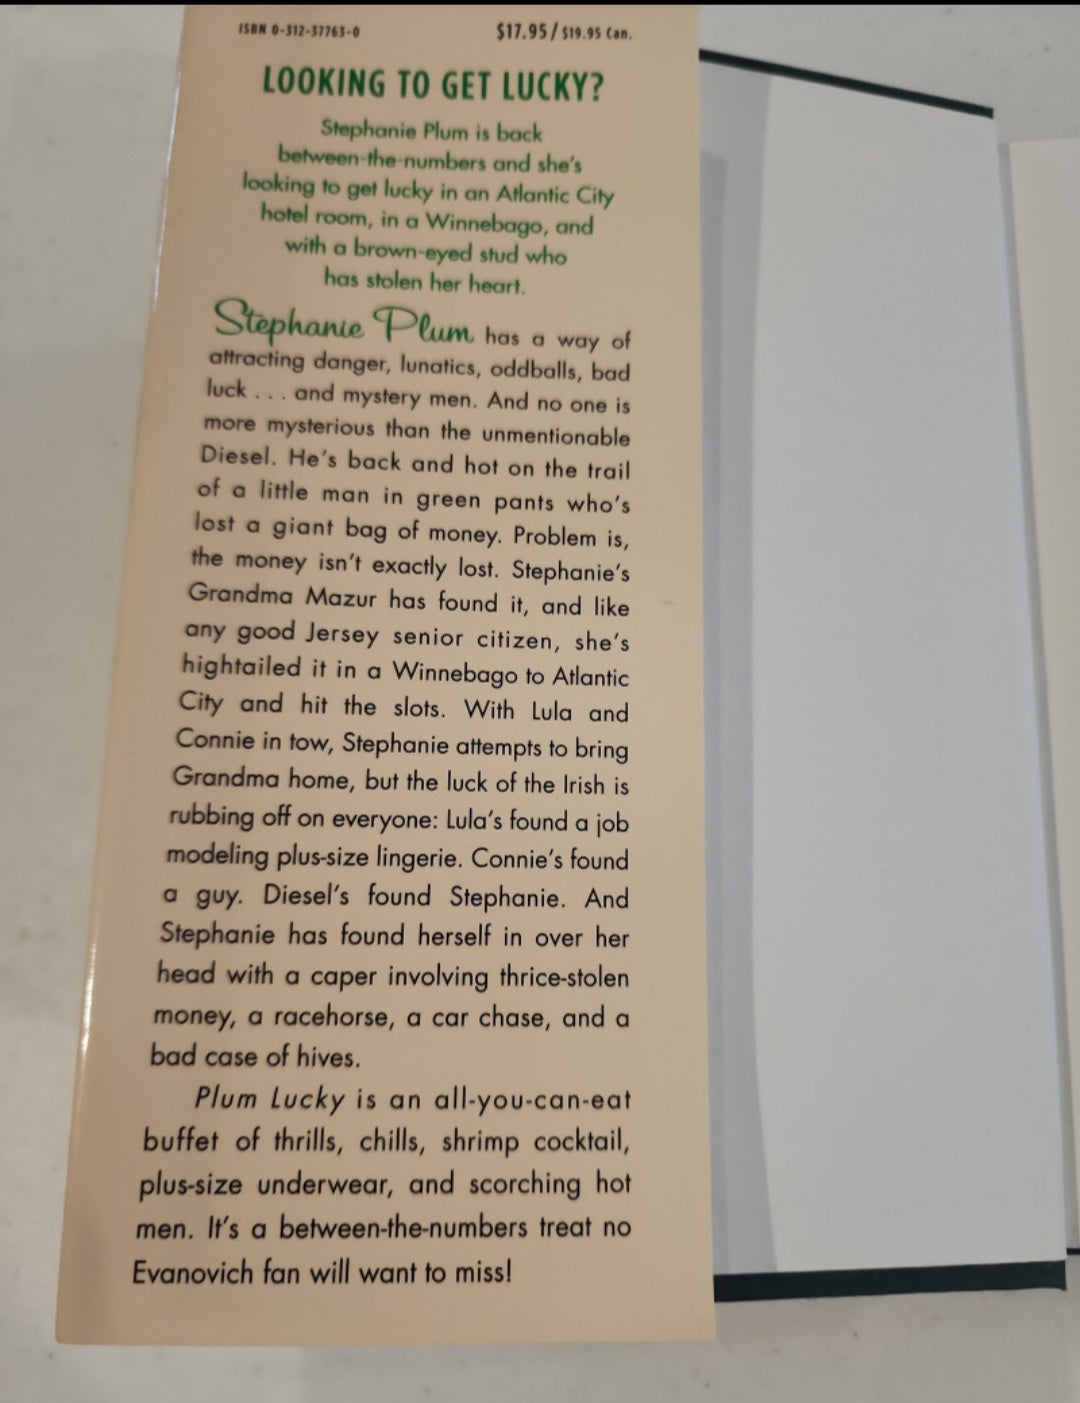 ISBN 0-312-37763-0 $17.95 / $19.95 Can.
LOOKING TO GET LUCKY?
Stephanie Plum is back
between-the-numbers and she's
looking to get lucky in an Atlantic City
hotel room, in a Winnebago, and
with a brown-eyed stud who
has stolen her heart.
Stephanie Plum has a way of
attracting danger, lunatics, oddballs, bad
luck . . . and mystery men. And no one is
more mysterious than the unmentionable
Diesel. He's back and hot on the trail
of a little man in green pants who's
lost a giant bag of money. Problem is,
the money isn't exactly lost. Stephanie's
Grandma Mazur has found it, and like
any good Jersey senior citizen, she's
hightailed it in a Winnebago to Atlantic
City and hit the slots. With Lula and
Connie in tow, Stephanie attempts to bring
Grandma home, but the luck of the Irish is
rubbing off on everyone: Lula's found a job
modeling plus-size lingerie. Connie's found
a guy. Diesel's found Stephanie. And
Stephanie has found herself in over her
head with a caper involving thrice-stolen
money, a racehorse, a car chase, and a
bad case of hives.
Plum Lucky is an all-you-can-eat
buffet of thrills, chills, shrimp cocktail,
plus-size underwear, and scorching hot
men. It's a between-the-numbers treat no
Evanovich fan will want to miss!